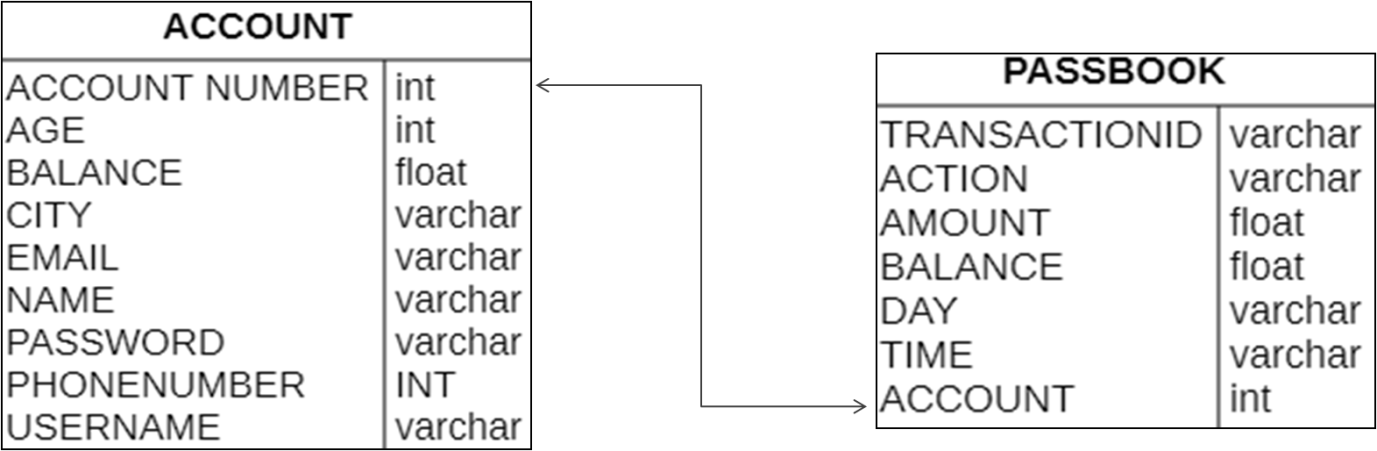 ACCOUNT
ACCOUNT NUMBER int
AGE int
BALANCE float
CITY varchar
EMAIL varchar
NAME varchar
PASSWORD varchar
PHONENUMBER INT
USERNAME varchar
PASSBOOK
TRANSACTIONID varchar
ACTION varchar
AMOUNT float
BALANCE float
DAY varchar
TIME varchar
ACCOUNT int